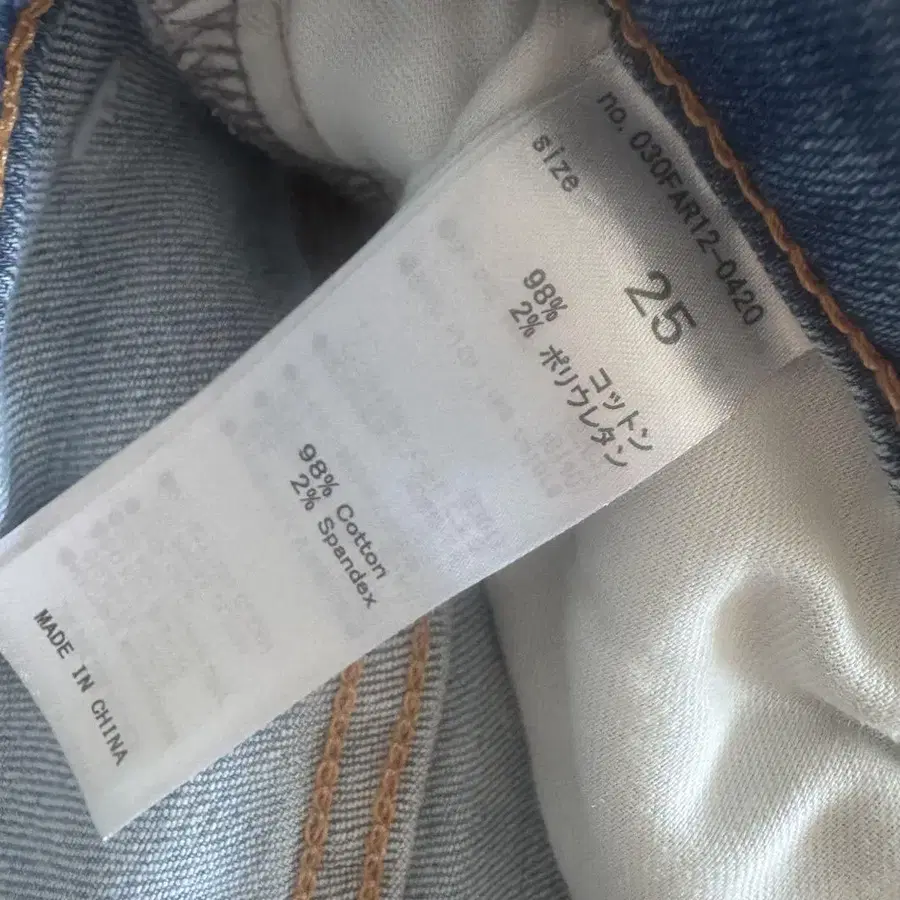 no. 030FAR12-0420
size
25
98% コットン
2% ポリウレタン
98% Cotton
2% Spandex
MADE IN CHINA